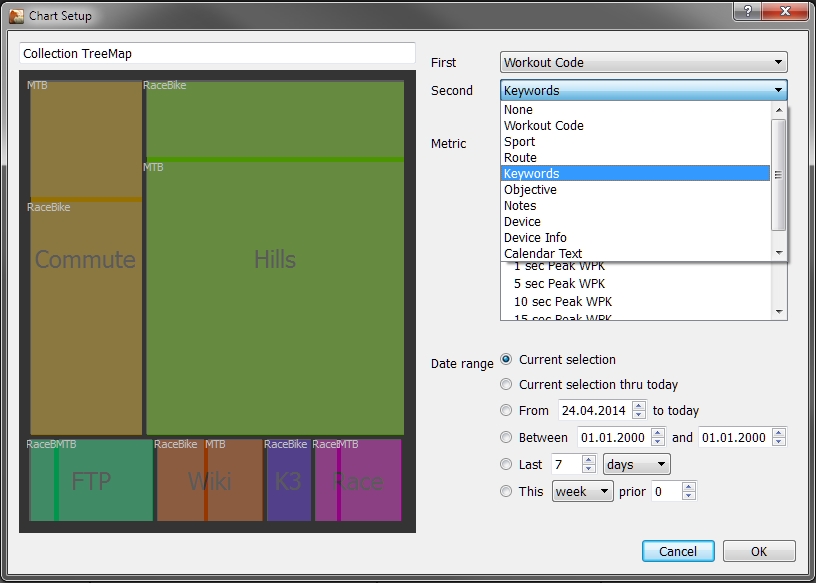 Chart Setup
Collection TreeMap
MTB
RaceBike
MTB
RaceBike
Commute
Hills
RaceBMTB
FTP
RaceBike MTB
Wiki
RaceBike
K3
RaceMTB
Race
First
Workout Code
Second
Keywords
None
Workout Code
Sport
Route
Keywords
Objective
Notes
Device
Device Info
Calendar Text
Metric
1 sec Peak WPK
5 sec Peak WPK
10 sec Peak WPK
15 sec Peak WPK
Date range
Current selection
Current selection thru today
From 24.04.2014 to today
Between 01.01.2000 and 01.01.2000
Last 7 days
This week prior 0
Cancel
OK